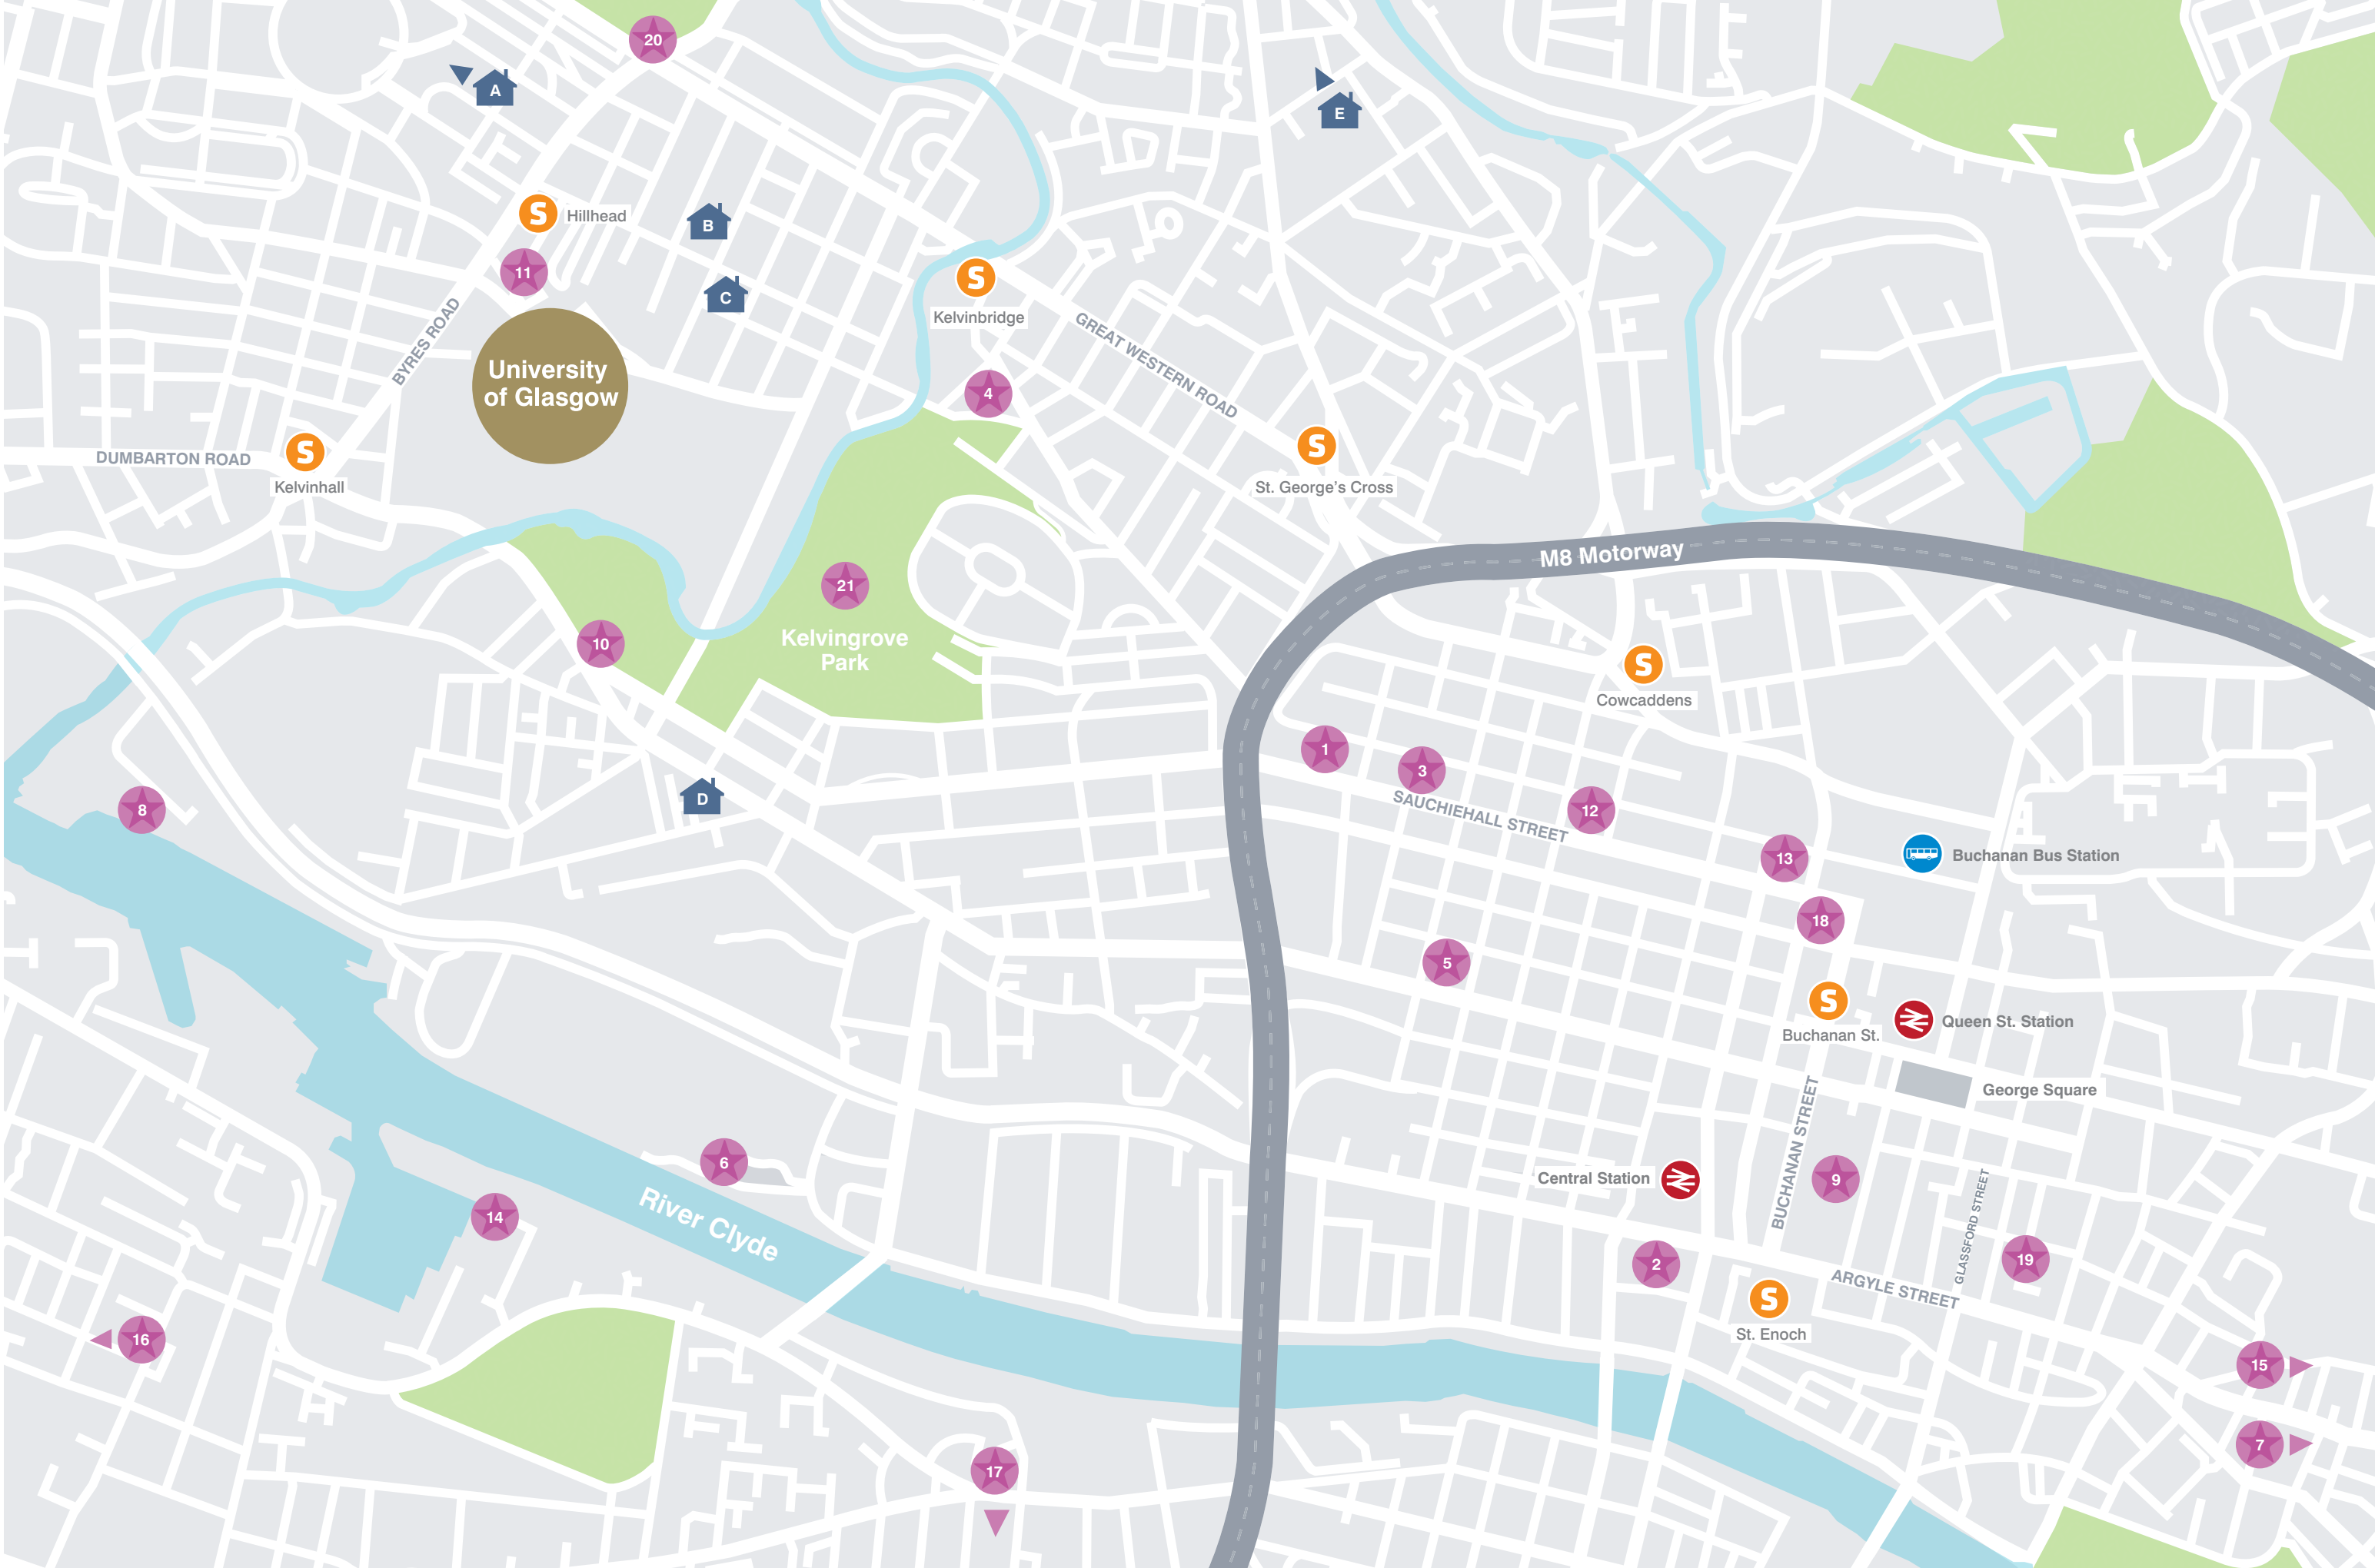 20
A
E
S
Hillhead
B
11
C
S
Kelvinbridge
BYRES ROAD
GREAT WESTERN ROAD
University
of Glasgow
4
S
St. George's Cross
DUMBARTON ROAD
S
Kelvinhall
M8 Motorway
21
Kelvingrove
Park
10
S
Cowcaddens
1
3
SAUCHIEHALL STREET
12
D
8
13
Buchanan Bus Station
18
5
S
Buchanan St.
Queen St. Station
George Square
BUCHANAN STREET
6
River Clyde
Central Station
9
GLASSFORD STREET
14
2
19
ARGYLE STREET
S
St. Enoch
16
15
7
17